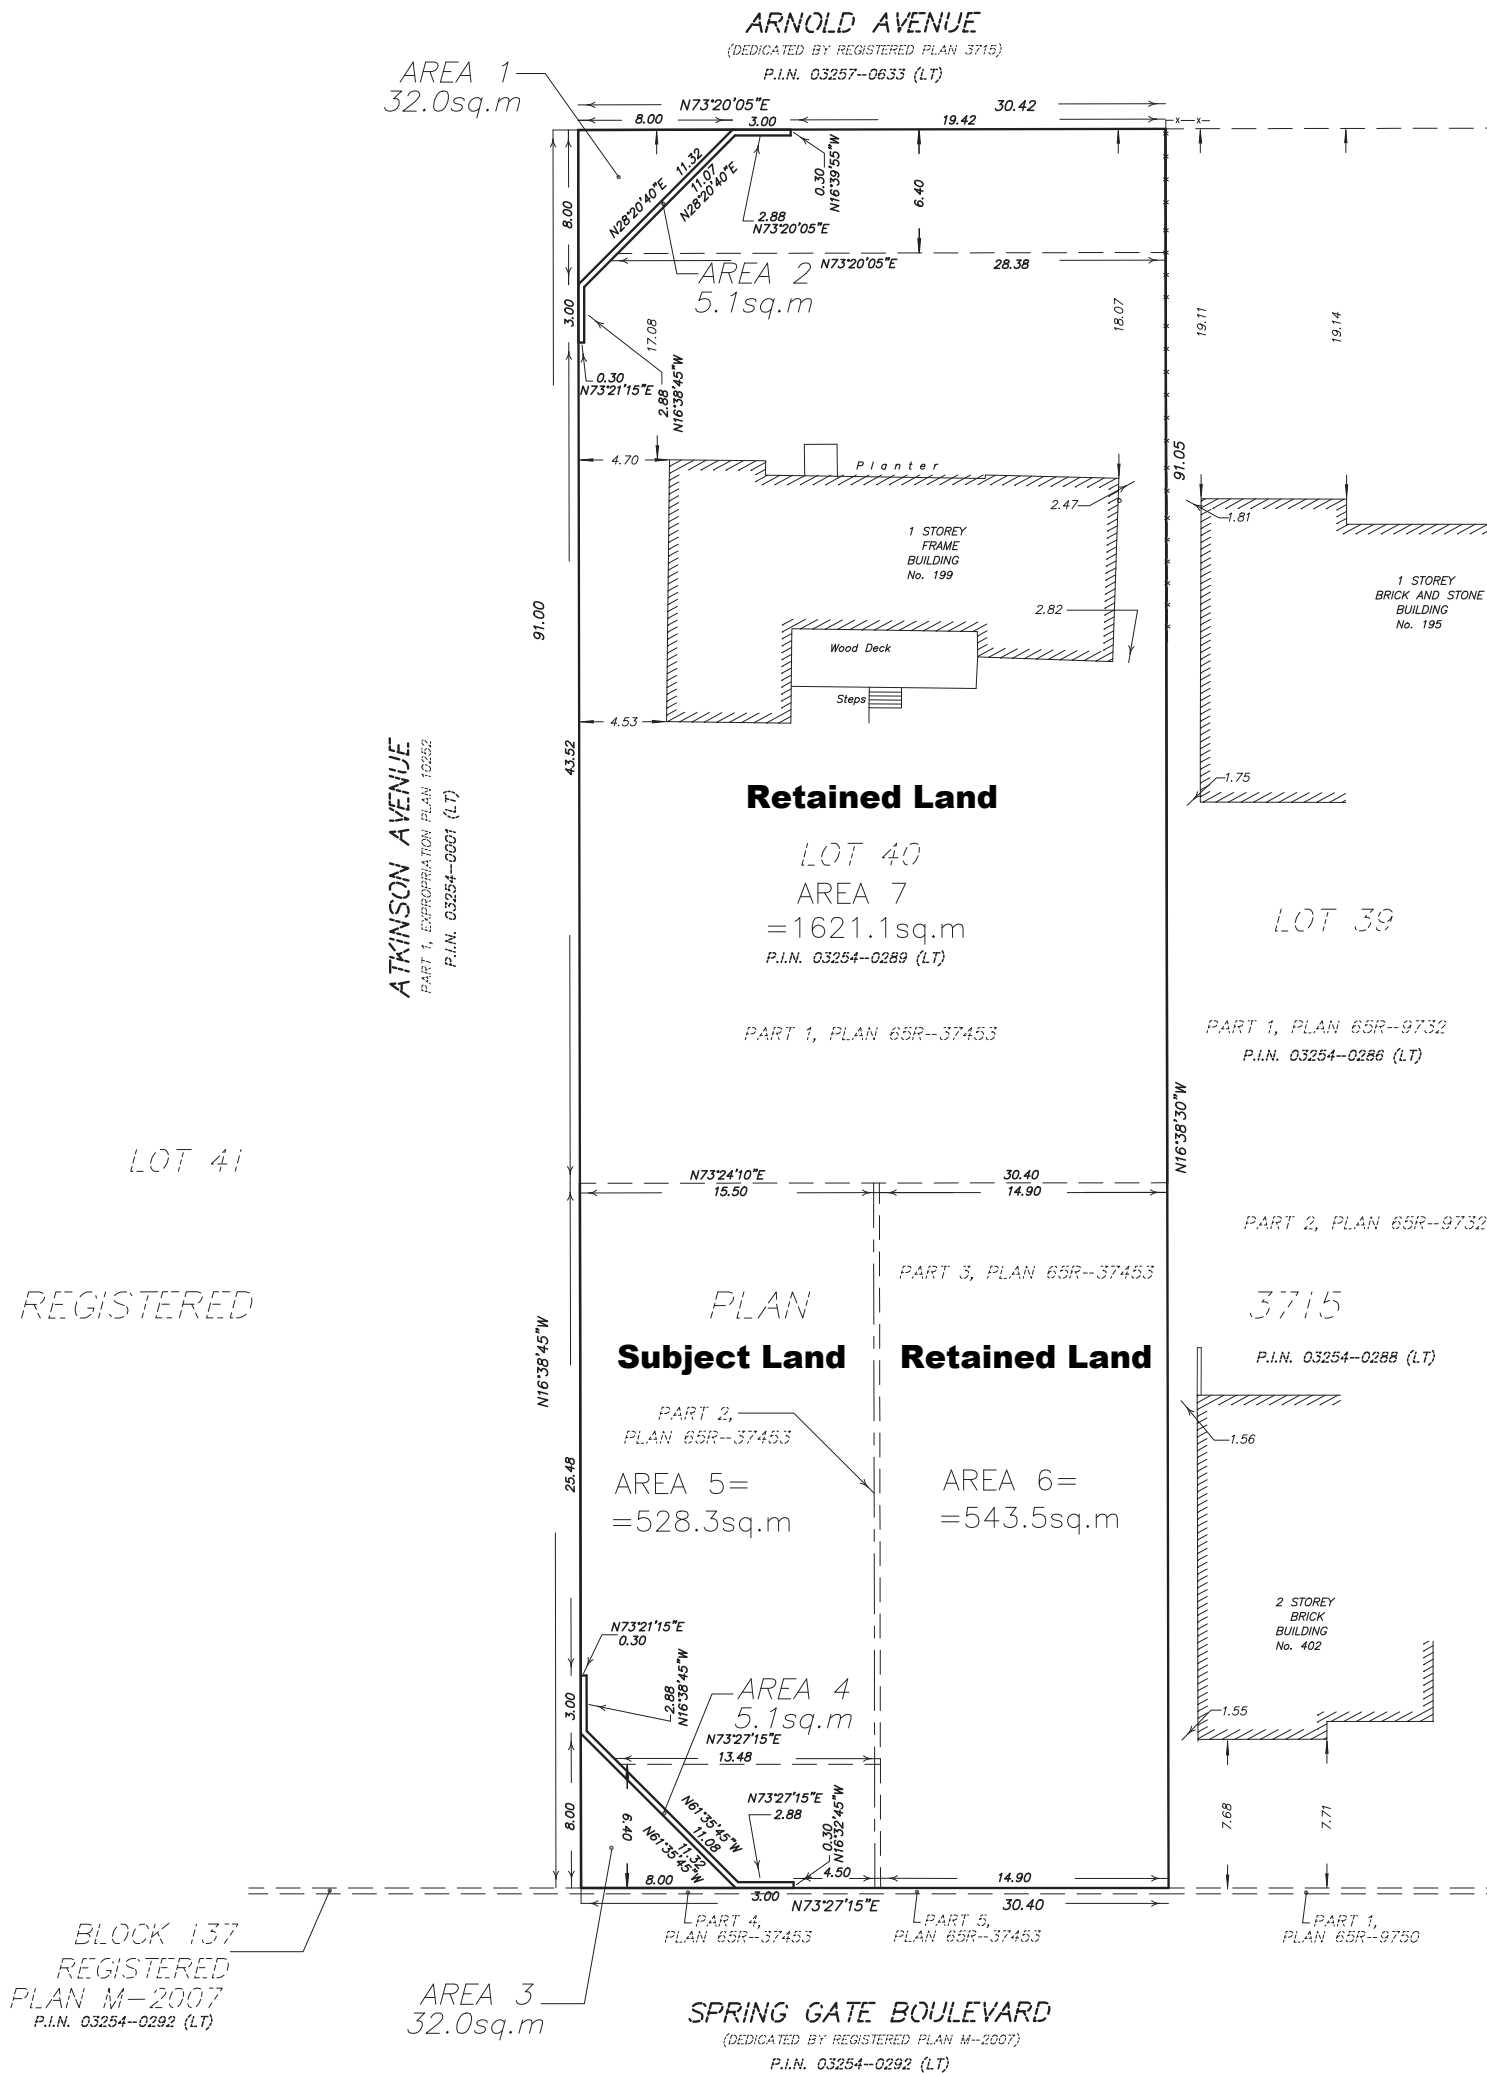 ARNOLD AVENUE
(DEDICATED BY REGISTERED PLAN 3715)
P.I.N. 03257--0633 (LT)
AREA 1
32.0sq.m
N73°20'05"E
30.42
8.00
3.00
19.42
x x
8.00
11.32
N28°20'40"E
11.07
N28°20'40"E
0.30
N16°39'55"W
6.40
2.88
N73°20'05"E
N73°20'05"E
28.38
AREA 2
5.1sq.m
3.00
17.08
18.07
19.11
19.14
0.30
N73°21'15"E
2.88
N16°38'45"W
4.70
Planter
91.05
2.47
1.81
1 STOREY
FRAME
BUILDING
No. 199
1 STOREY
BRICK AND STONE
BUILDING
No. 195
91.00
2.82
Wood Deck
Steps
4.53
43.52
1.75
ATKINSON AVENUE
PART 1, EXPROPRIATION PLAN 10252
P.I.N. 03254--0001 (LT)
Retained Land
LOT 40
AREA 7
=1621.1sq.m
P.I.N. 03254--0289 (LT)
LOT 39
PART 1, PLAN 65R--37453
PART 1, PLAN 65R--9732
P.I.N. 03254--0286 (LT)
N16°38'30"W
LOT 41
N73°24'10"E
30.40
15.50
14.90
PART 2, PLAN 65R--9732
PART 3, PLAN 65R--37453
REGISTERED
PLAN
3715
N16°38'45"W
Subject Land
Retained Land
P.I.N. 03254--0288 (LT)
PART 2,
PLAN 65R--37453
1.56
25.48
AREA 5=
=528.3sq.m
AREA 6=
=543.5sq.m
2 STOREY
BRICK
BUILDING
No. 402
N73°21'15"E
0.30
3.00
2.88
N16°38'45"W
AREA 4
5.1sq.m
1.55
N73°27'15"E
13.48
8.00
6.40
N61°35'45"W
11.08
11.32
N61°35'45"W
N73°27'15"E
2.88
0.30
N16°32'45"W
7.68
7.71
8.00
4.50
14.90
3.00
N73°27'15"E
30.40
PART 4,
PLAN 65R--37453
PART 5,
PLAN 65R--37453
PART 1,
PLAN 65R--9750
BLOCK 137
REGISTERED
PLAN M-2007
P.I.N. 03254--0292 (LT)
AREA 3
32.0sq.m
SPRING GATE BOULEVARD
(DEDICATED BY REGISTERED PLAN M--2007)
P.I.N. 03254--0292 (LT)